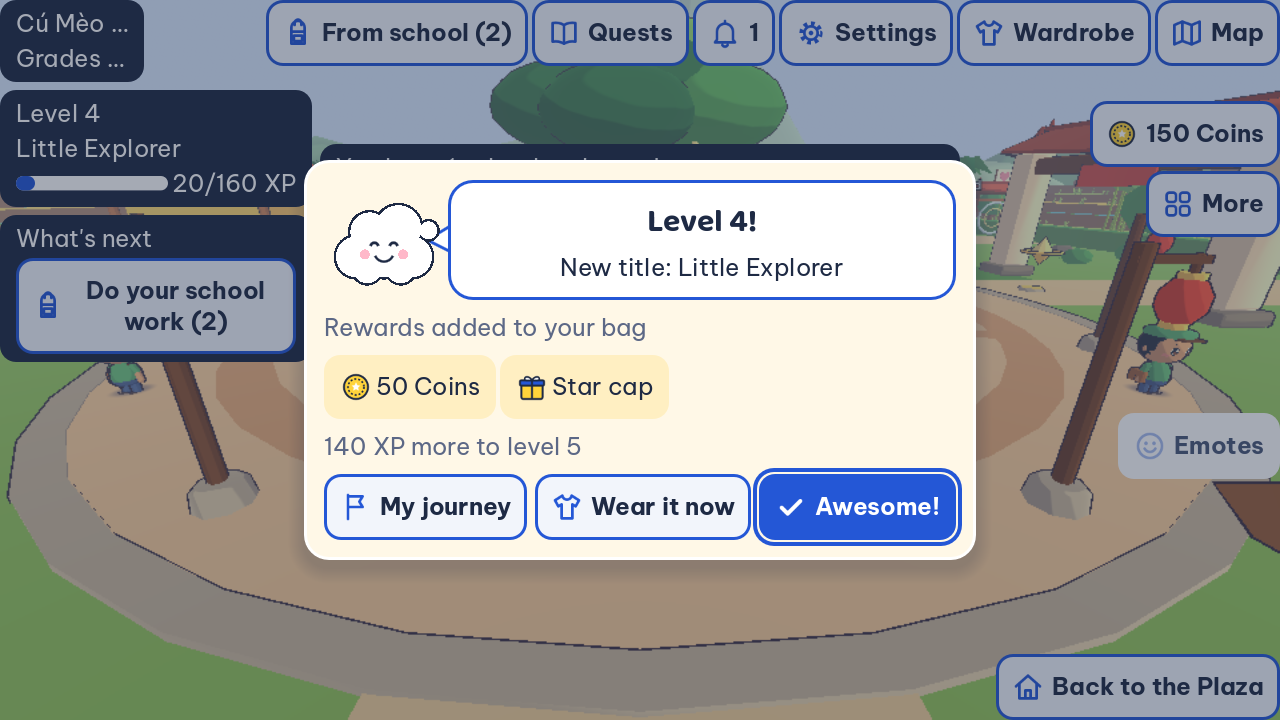 Cú Mèo ...
Grades ...
From school (2)
Quests
1
Settings
Wardrobe
Map
Level 4
Little Explorer
20/160 XP
150 Coins
More
What's next
Do your school
work (2)
Level 4!
New title: Little Explorer
Rewards added to your bag
50 Coins
Star cap
140 XP more to level 5
My journey
Wear it now
Awesome!
Emotes
Back to the Plaza